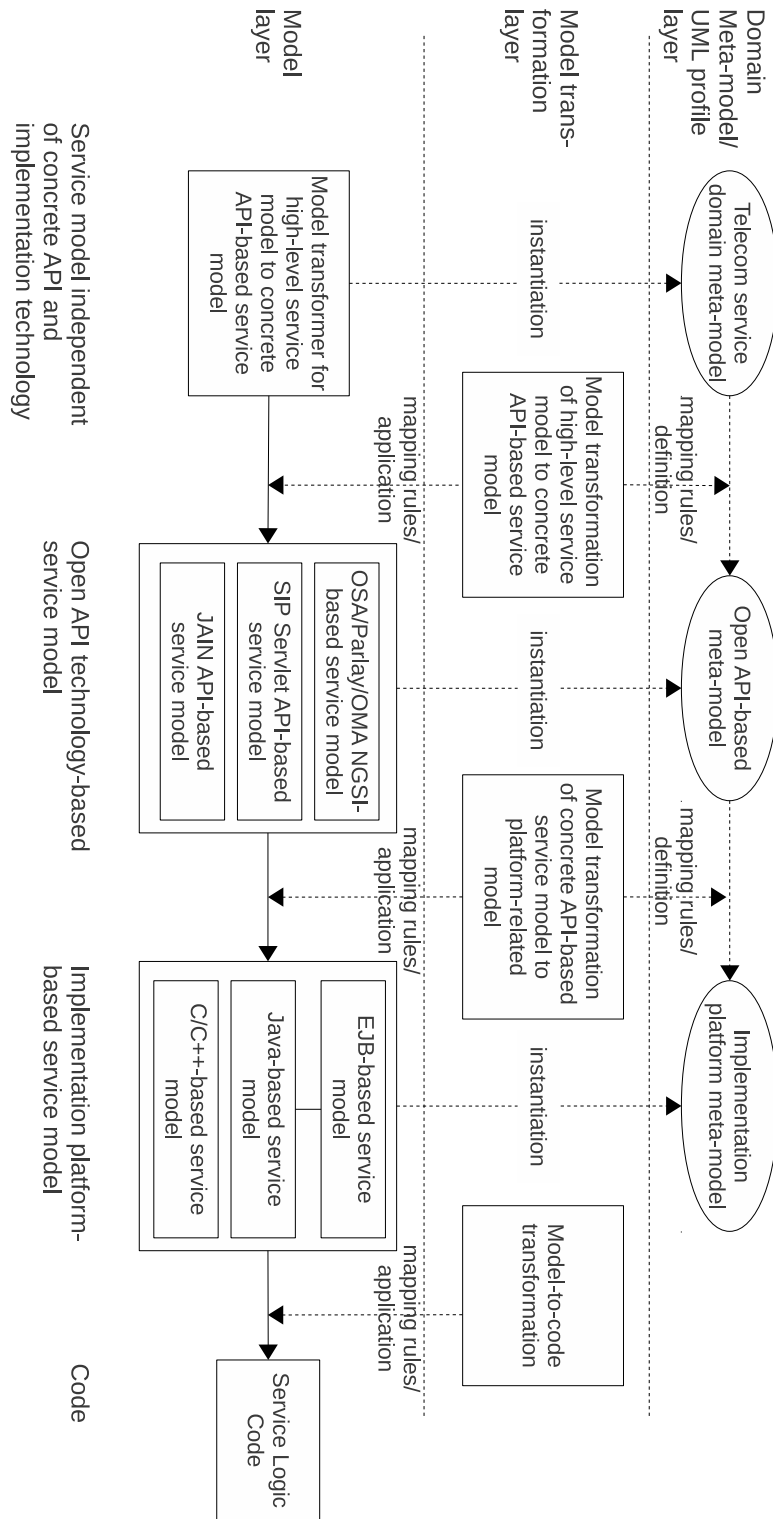 Domain
Meta-model/
UML profile
layer
Telecom service
domain meta-model
Open API-based
meta-model
Implementation
platform meta-model
mapping rules/
definition
mapping rules/
definition
Model trans-
formation
layer
instantiation
Model transformation
of high-level service
model to concrete
API-based service
model
instantiation
Model transformation
of concrete API-based
service model to
platform-related
model
instantiation
Model-to-code
transformation
mapping rules/
application
mapping rules/
application
mapping rules/
application
Model
layer
Model transformer for
high-level service
model to concrete
API-based service
model
OSA/Parlay/OMA NGSI-
based service model
SIP Servlet API-based
service model
JAIN API-based
service model
EJB-based service
model
Java-based service
model
C/C++-based service
model
Service Logic
Code
Service model independent
of concrete API and
implementation technology
Open API technology-based
service model
Implementation platform-
based service model
Code